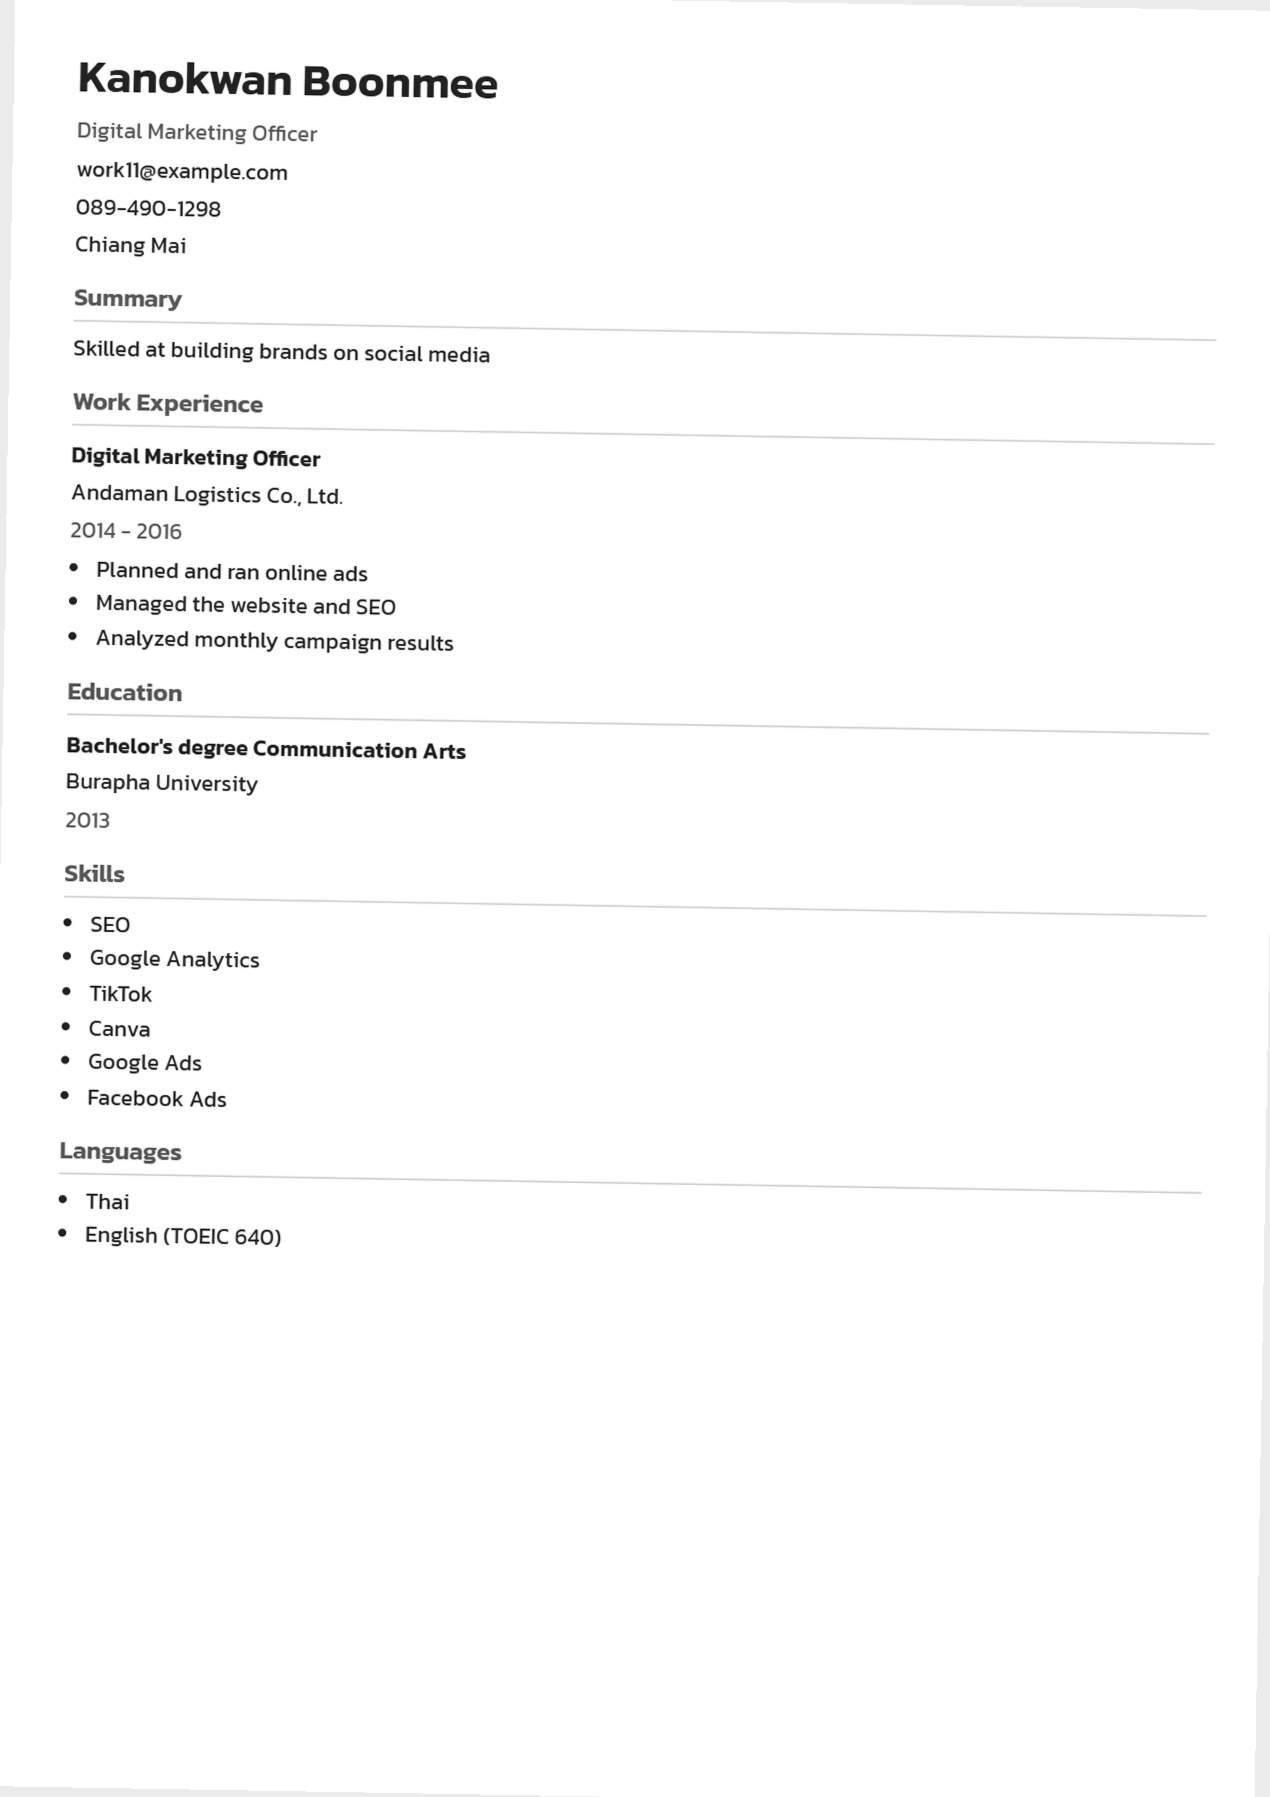 Kanokwan Boonmee
Digital Marketing Officer
work11@example.com
089-490-1298
Chiang Mai
Summary
Skilled at building brands on social media
Work Experience
Digital Marketing Officer
Andaman Logistics Co., Ltd.
2014 - 2016
• Planned and ran online ads
• Managed the website and SEO
• Analyzed monthly campaign results
Education
Bachelor's degree Communication Arts
Burapha University
2013
Skills
• SEO
• Google Analytics
• TikTok
• Canva
• Google Ads
• Facebook Ads
Languages
• Thai
• English (TOEIC 640)